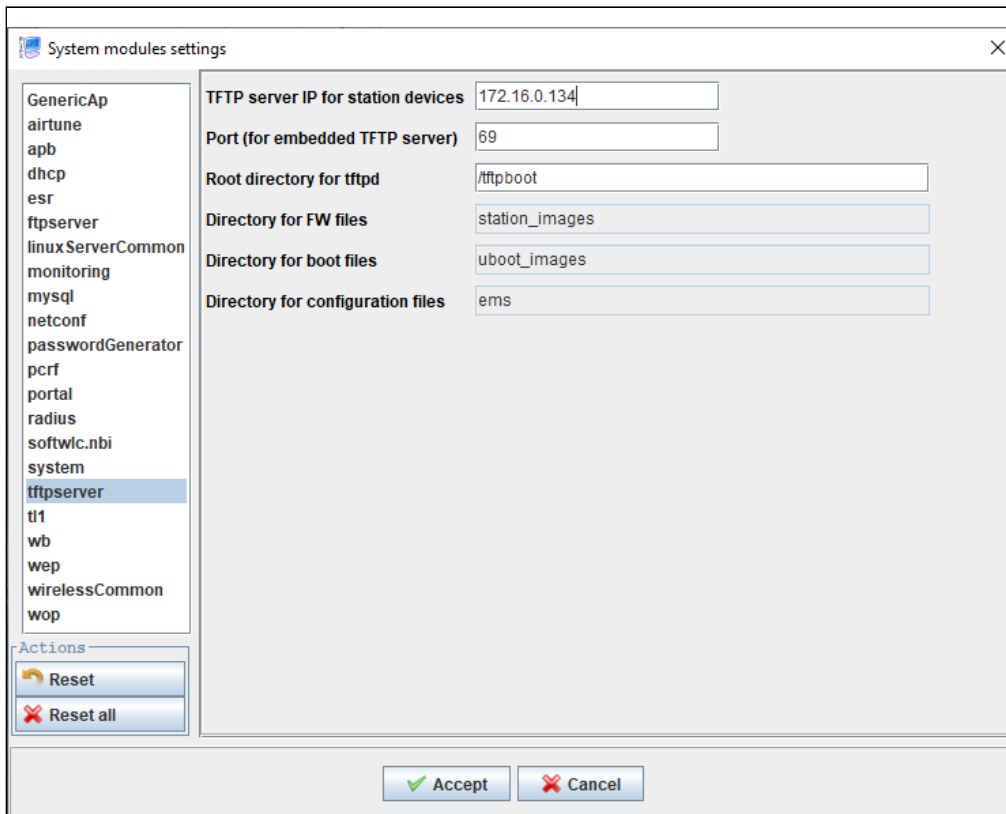 System modules settings
GenericAp
airtune
apb
dhcp
esr
ftpserver
linuxServerCommon
monitoring
mysql
netconf
passwordGenerator
pcrf
portal
radius
softwlc.nbi
system
tftpserver
tl1
wb
wep
wirelessCommon
wop
Actions
Reset
Reset all
TFTP server IP for station devices 172.16.0.134
Port (for embedded TFTP server) 69
Root directory for tftpd /tftpboot
Directory for FW files station_images
Directory for boot files uboot_images
Directory for configuration files ems
Accept Cancel